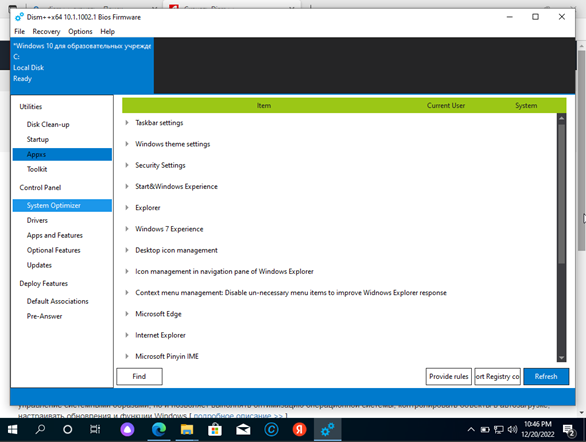 Dism++x64 10.1.1002.1 Bios Firmware
File Recovery Options Help
*Windows 10 для образовательных учрежде
C:
Local Disk
Ready
Utilities
Disk Clean-up
Startup
Appxs
Toolkit
Control Panel
System Optimizer
Drivers
Apps and Features
Optional Features
Updates
Deploy Features
Default Associations
Pre-Answer
Item Current User System
Taskbar settings
Windows theme settings
Security Settings
Start&Windows Experience
Explorer
Windows 7 Experience
Desktop icon management
Icon management in navigation pane of Windows Explorer
Context menu management: Disable un-necessary menu items to improve Widnows Explorer response
Microsoft Edge
Internet Explorer
Microsoft Pinyin IME
Find Provide rules ort Registry co Refresh
настраивать обновления и функции Windows [ подробное описание >> ]
10:46 PM
12/20/2022